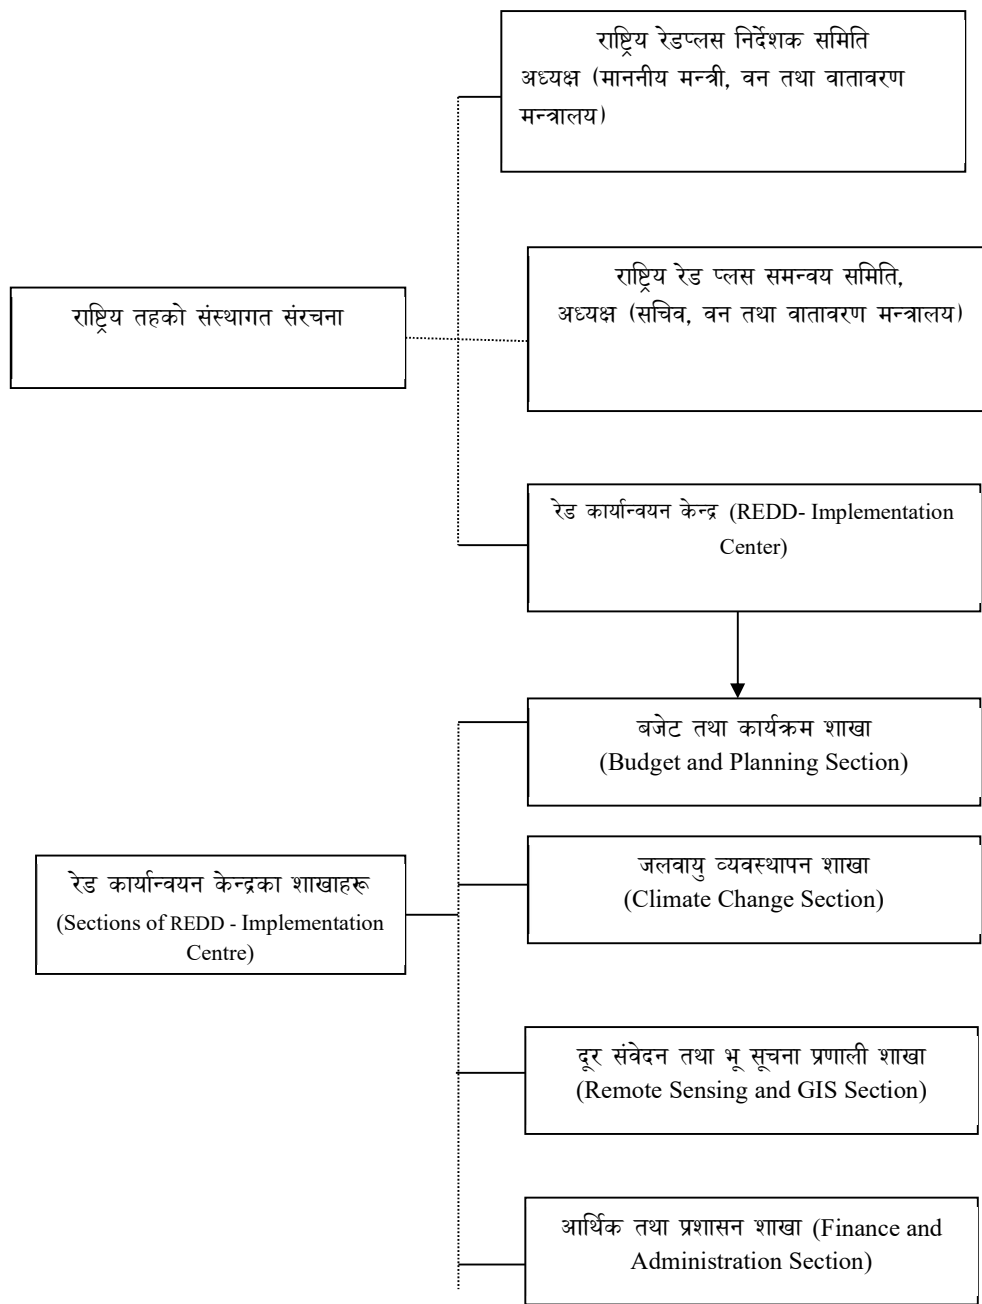 राष्ट्रिय रेडप्लस निर्देशक समिति
अध्यक्ष (माननीय मन्त्री, वन तथा वातावरण
मन्त्रालय)
राष्ट्रिय रेड प्लस समन्वय समिति,
अध्यक्ष (सचिव, वन तथा वातावरण मन्त्रालय)
राष्ट्रिय तहको संस्थागत संरचना
रेड कार्यान्वयन केन्द्र (REDD- Implementation
Center)
बजेट तथा कार्यक्रम शाखा
(Budget and Planning Section)
जलवायु व्यवस्थापन शाखा
(Climate Change Section)
रेड कार्यान्वयन केन्द्रका शाखाहरू
(Sections of REDD - Implementation
Centre)
दूर संवेदन तथा भू सूचना प्रणाली शाखा
(Remote Sensing and GIS Section)
आर्थिक तथा प्रशासन शाखा (Finance and
Administration Section)